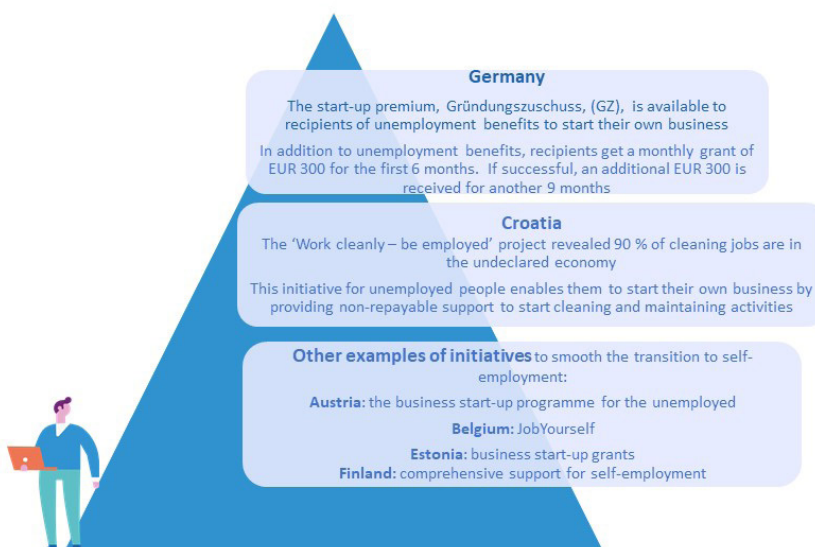 Germany
The start-up premium, Gründungszuschuss, (GZ), is available to
recipients of unemployment benefits to start their own business
In addition to unemployment benefits, recipients get a monthly grant of
EUR 300 for the first 6 months. If successful, an additional EUR 300 is
received for another 9 months
Croatia
The ‘Work cleanly – be employed’ project revealed 90 % of cleaning jobs are in
the undeclared economy
This initiative for unemployed people enables them to start their own business by
providing non-repayable support to start cleaning and maintaining activities
Other examples of initiatives to smooth the transition to self-
employment:
Austria: the business start-up programme for the unemployed
Belgium: JobYourself
Estonia: business start-up grants
Finland: comprehensive support for self-employment